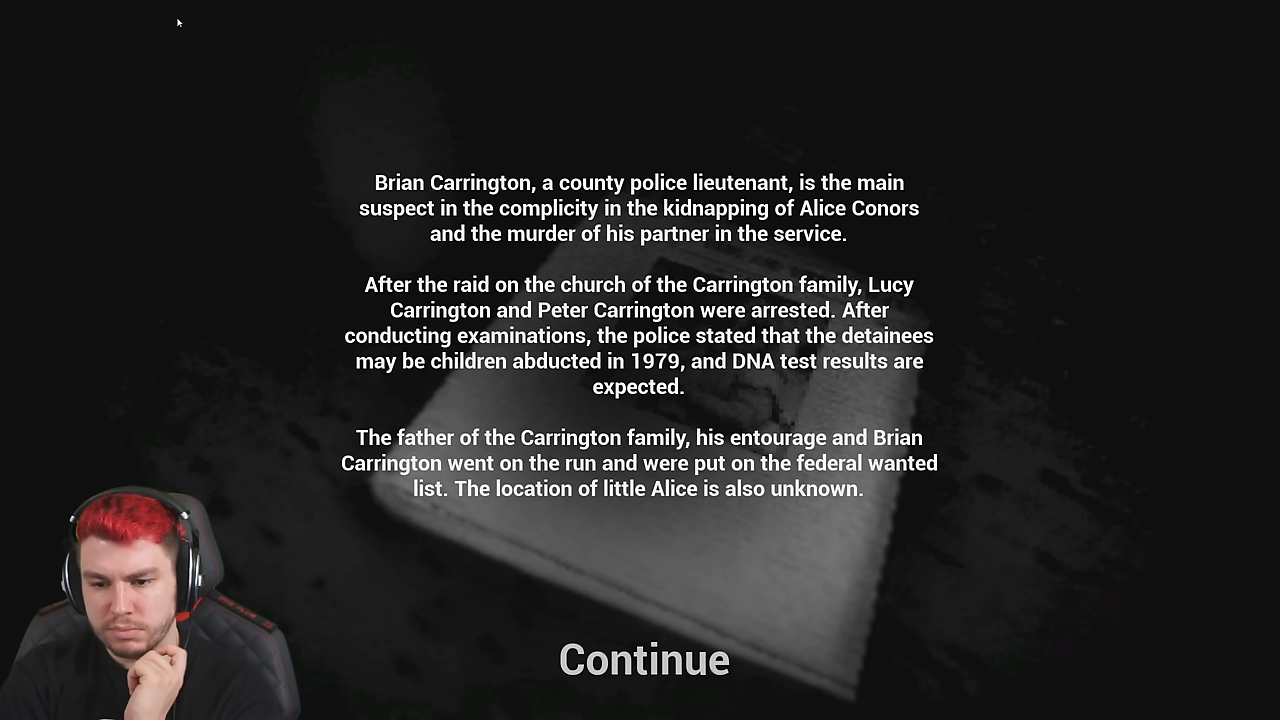 Brian Carrington, a county police lieutenant, is the main
suspect in the complicity in the kidnapping of Alice Conors
and the murder of his partner in the service.
After the raid on the church of the Carrington family, Lucy
Carrington and Peter Carrington were arrested. After
conducting examinations, the police stated that the detainees
may be children abducted in 1979, and DNA test results are
expected.
The father of the Carrington family, his entourage and Brian
Carrington went on the run and were put on the federal wanted
list. The location of little Alice is also unknown.
Continue